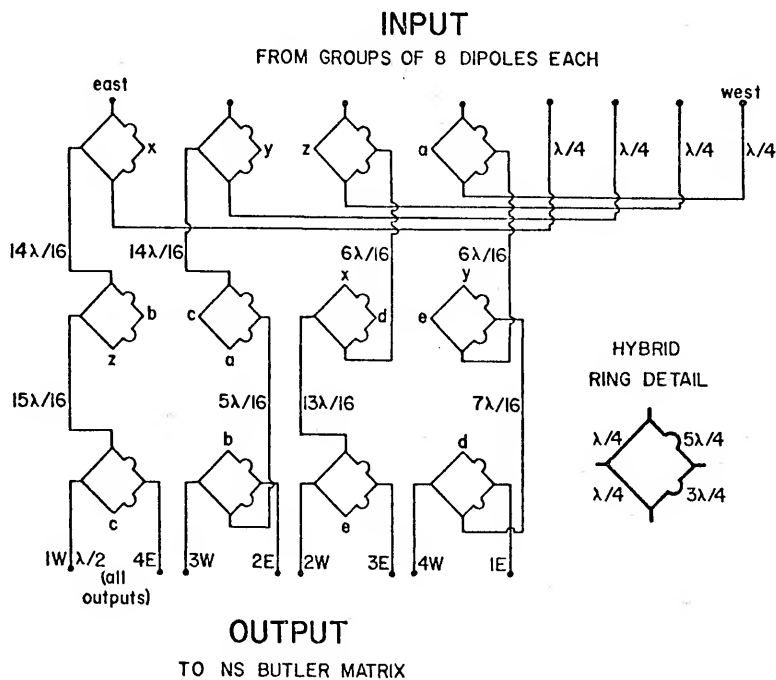 INPUT
FROM GROUPS OF 8 DIPOLES EACH
east
west
x
y
z
a
λ/4
λ/4
λ/4
λ/4
14λ/16
14λ/16
6λ/16
6λ/16
b
z
c
a
x
d
y
e
HYBRID
RING DETAIL
15λ/16
5λ/16
13λ/16
7λ/16
λ/4
5λ/4
λ/4
3λ/4
c
b
e
d
1W
λ/2
(all
outputs)
4E
3W
2E
2W
3E
4W
1E
OUTPUT
TO NS BUTLER MATRIX